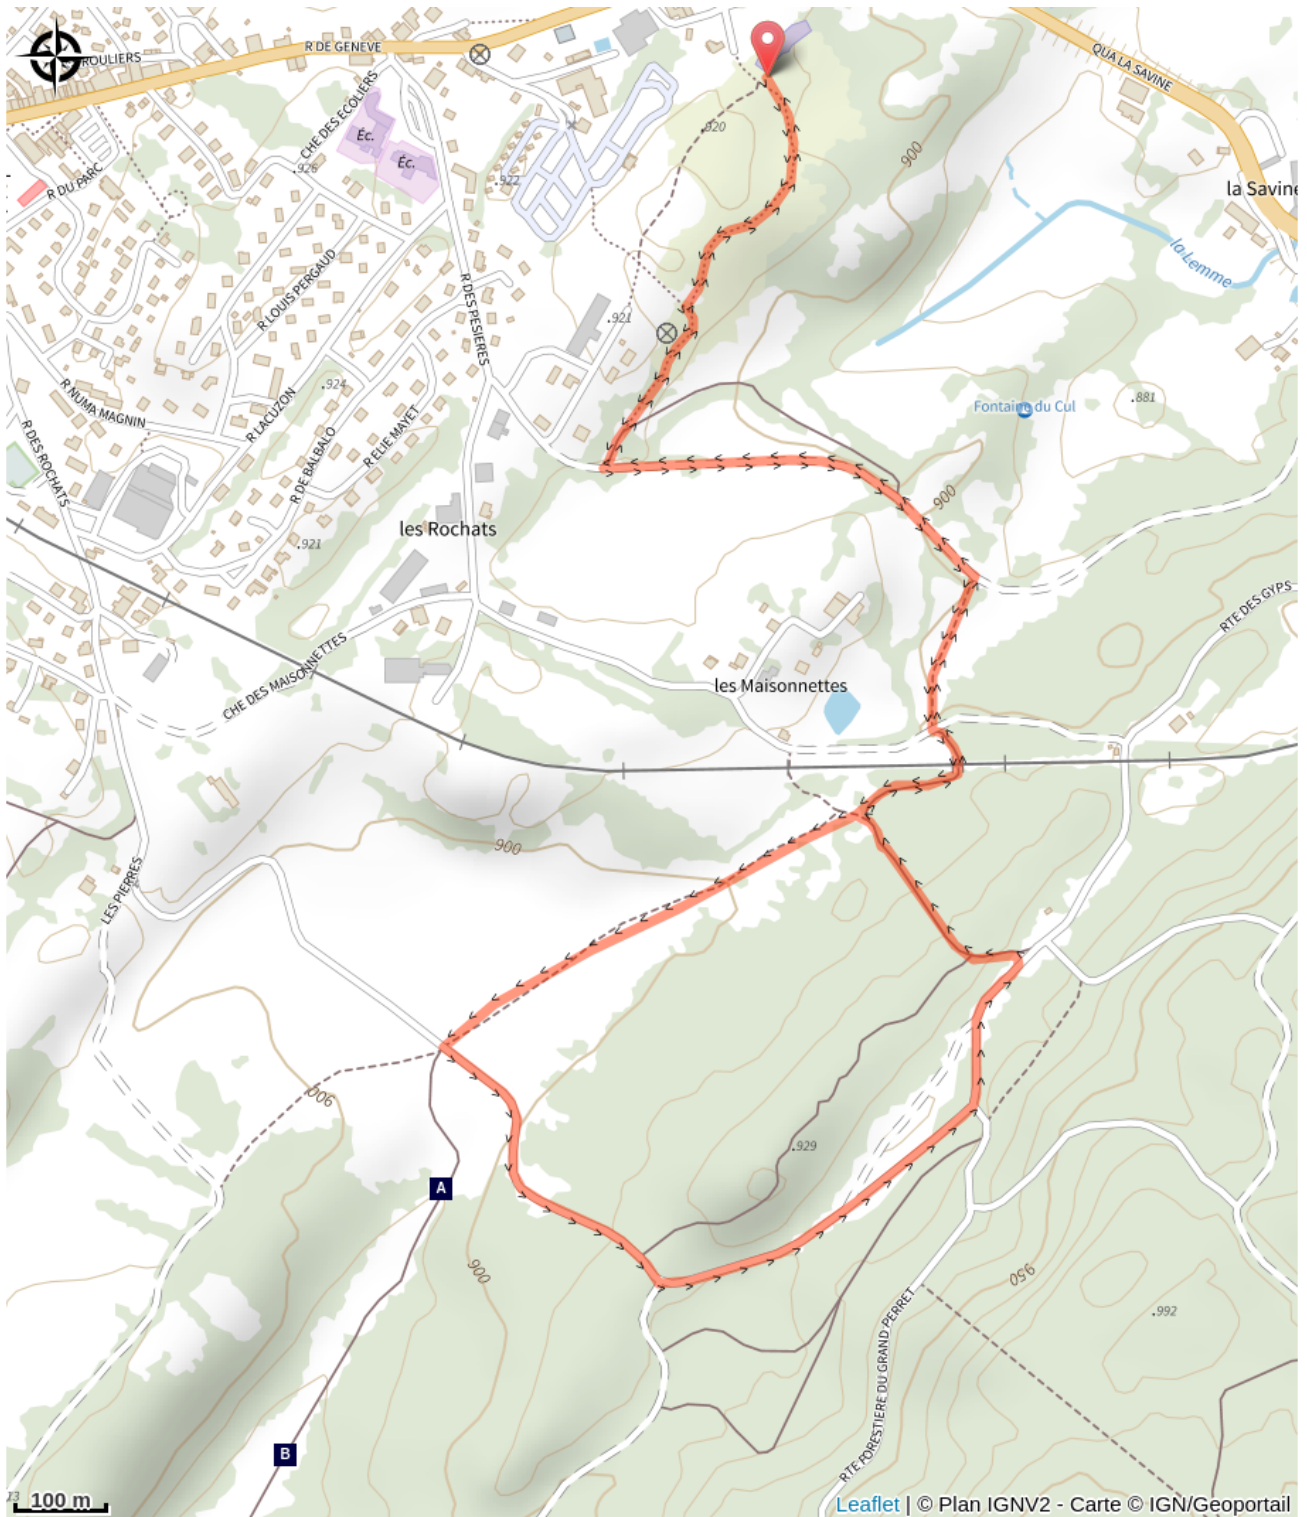 ROULIERS
R DE GENEVE
QUA LA SAVINE
CHE DES ECOLIERS
Éc.
Éc.
.920
900
.926
.922
R DU PARC
la Savine
la Lemme
R LOUIS PERGAUD
R DES PESIERES
.921
.924
R NUMA MAGNIN
R LACUZON
Fontaine du Cul
.881
R DES ROCHATS
R DE BALBALO
R ELIE MAYET
900
les Rochats
.921
RTE DES GYPS
CHE DES MAISONNETTES
les Maisonnettes
900
LES PIERRES
900
.929
A
900
950
.992
RTE FORESTIERE DU GRAND PERRET
B
100 m
Leaflet | © Plan IGNV2 - Carte © IGN/Geoportail